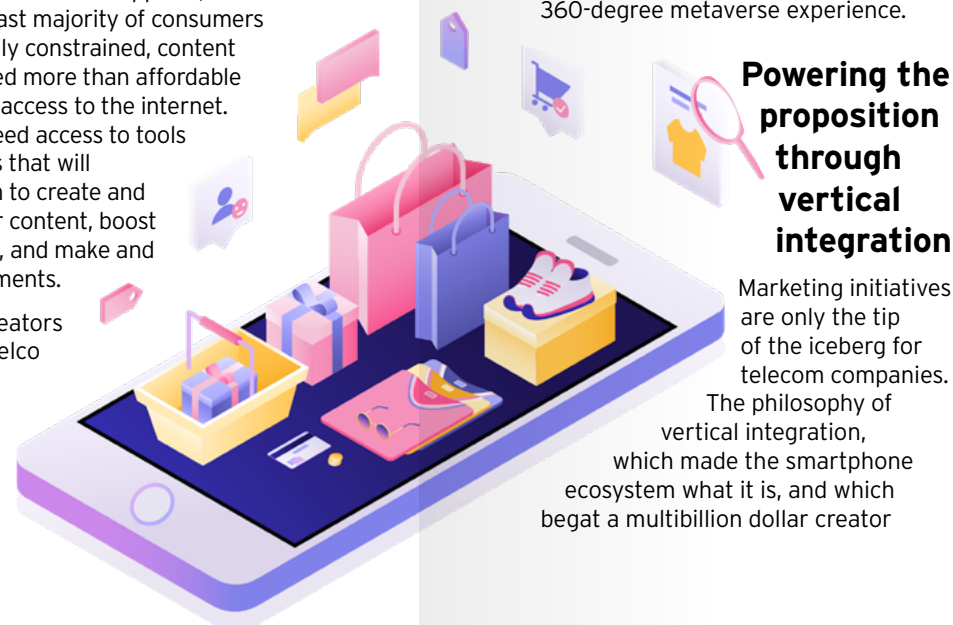 ast majority of consumers
ly constrained, content
ed more than affordable
access to the internet.
eed access to tools
s that will
n to create and
r content, boost
, and make and
ments.
eators
elco
360-degree metaverse experience.
Powering the
proposition
through
vertical
integration
Marketing initiatives
are only the tip
of the iceberg for
telecom companies.
The philosophy of
vertical integration,
which made the smartphone
ecosystem what it is, and which
begat a multibillion dollar creator